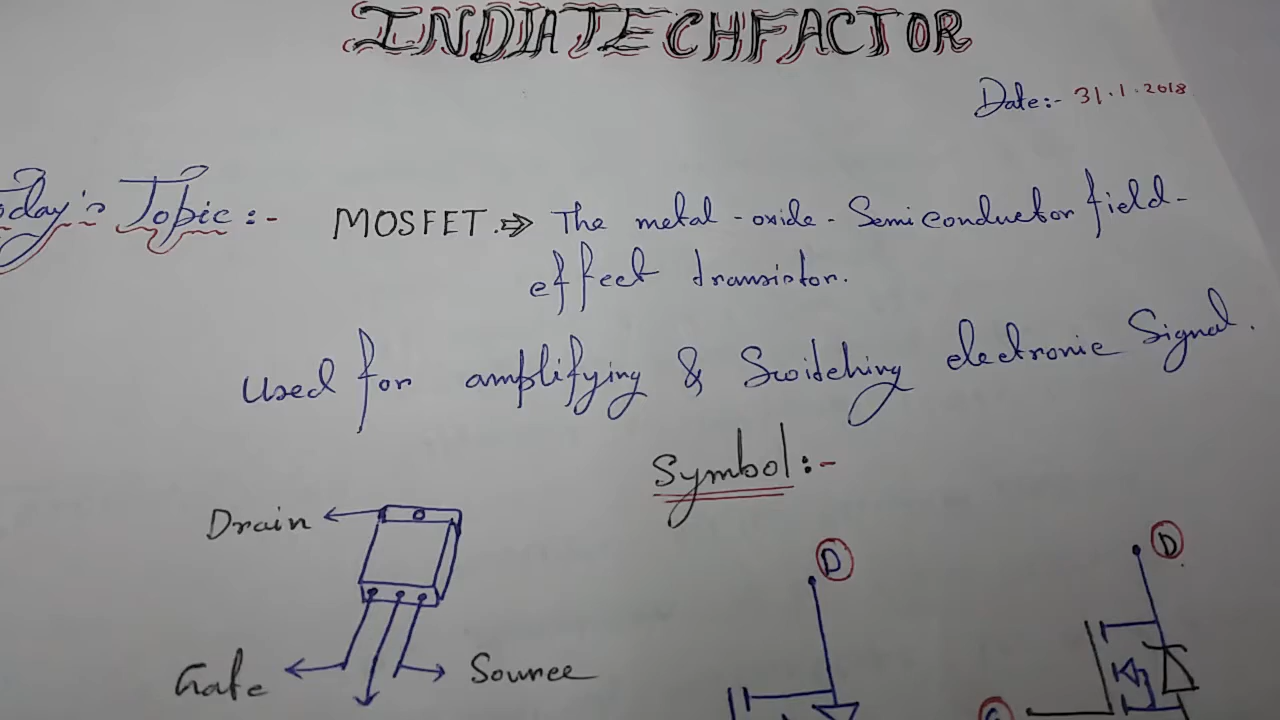 INDIATECHFACTOR
Date:- 31.1.2018
oday's Topic:- MOSFET.⇒ The metal-oxide-Semiconductor field-
effect transistor.
Used for amplifying & Switching electronic Signal.
Symbol:-
Drain
D
D
Gate
Source
G